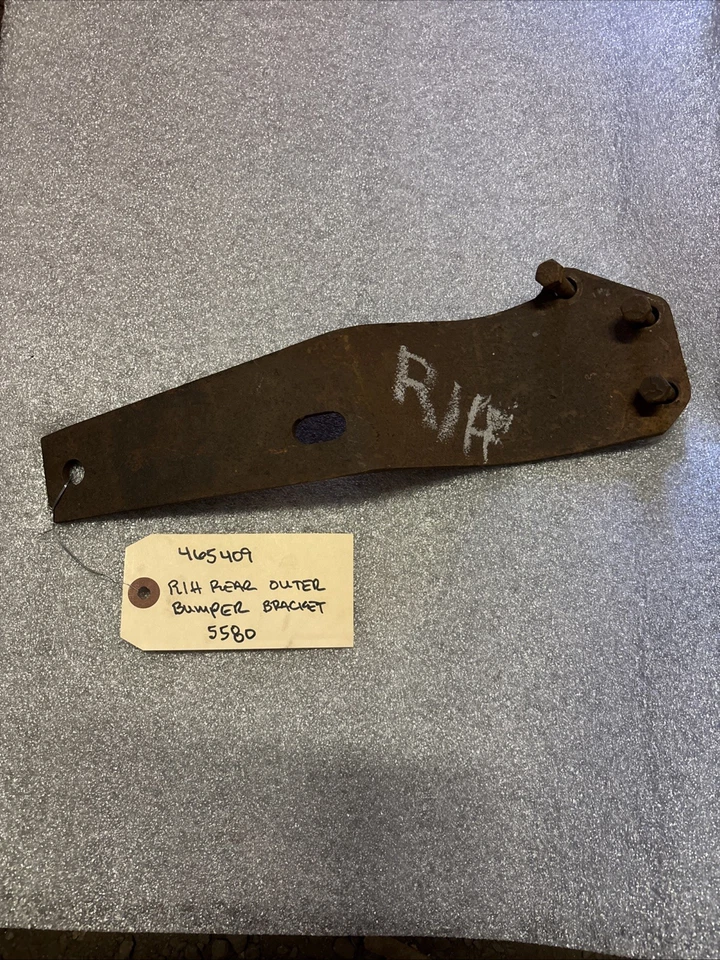 R/H
465409
R/H REAR OUTER
BUMPER BRACKET
5580